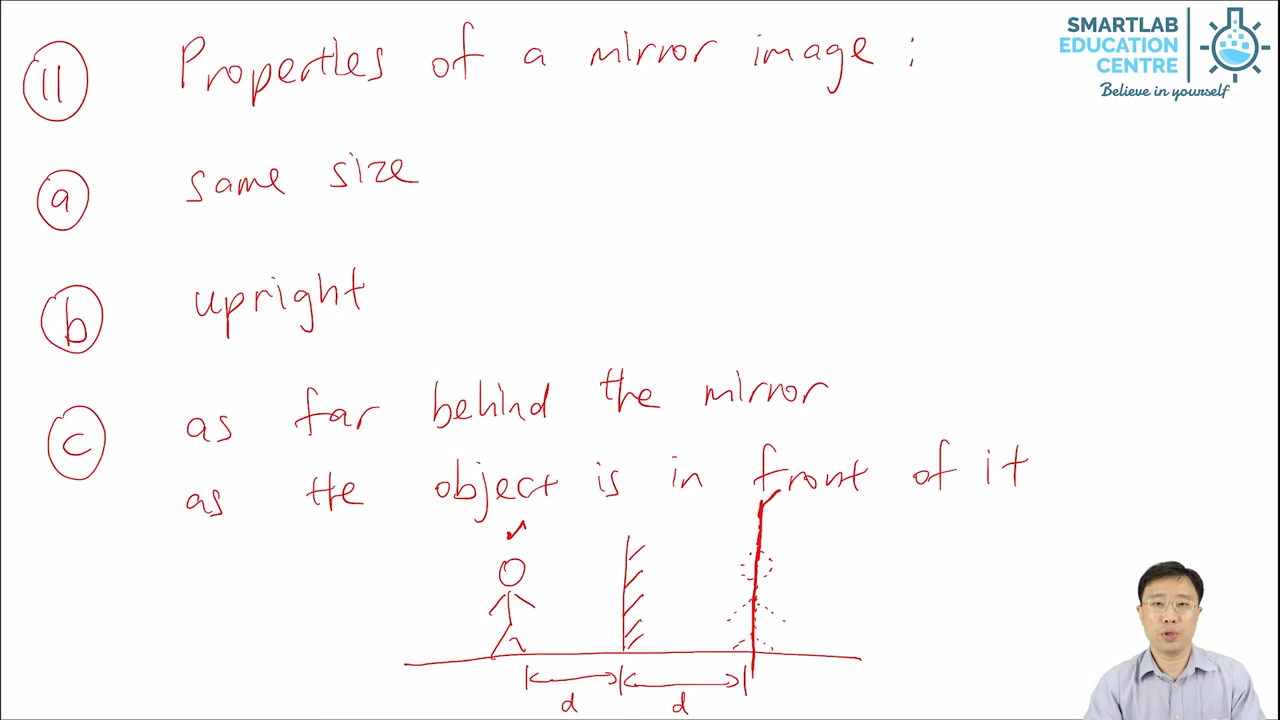 SMARTLAB
EDUCATION
CENTRE
Believe in yourself
11 Properties of a mirror image :
a same size
b upright
c as far behind the mirror
as the object is in front of it
d d